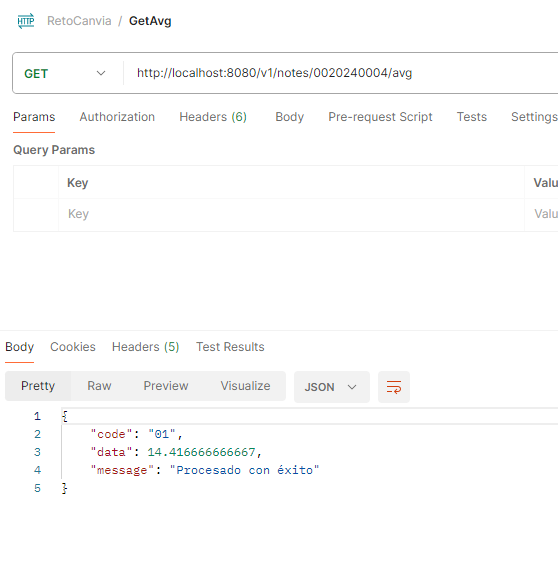 HTTP RetoCanvia / GetAvg
GET http://localhost:8080/v1/notes/0020240004/avg
Params Authorization Headers (6) Body Pre-request Script Tests Settings
Query Params
Key Valu
Key Valu
Body Cookies Headers (5) Test Results
Pretty Raw Preview Visualize JSON
1 {
2 "code": "01",
3 "data": 14.416666666667,
4 "message": "Procesado con éxito"
5 }